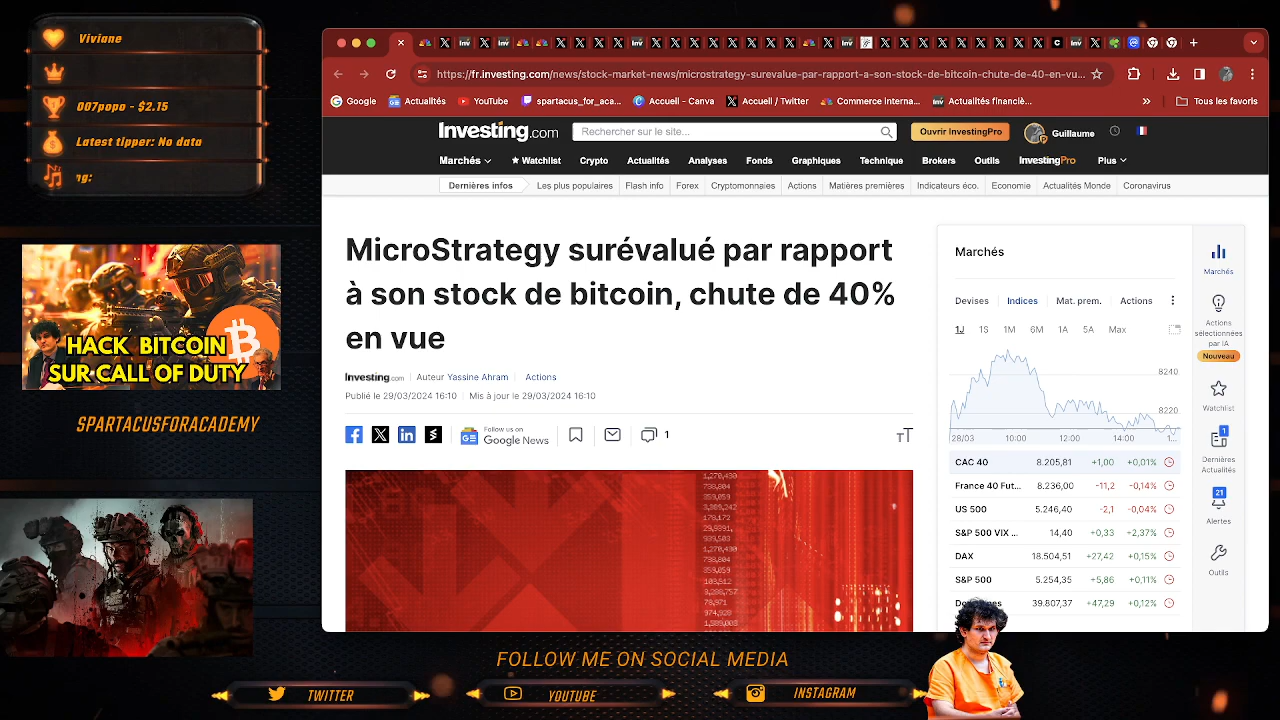 Viviane
007popo - $2.15
Latest tipper: No data
ng:
HACK BITCOIN
SUR CALL OF DUTY
SPARTACUSFORACADEMY
https://fr.investing.com/news/stock-market-news/microstrategy-surevalue-par-rapport-a-son-stock-de-bitcoin-chute-de-40-en-vu...
Google
Actualités
YouTube
spartacus_for_aca...
Accueil - Canva
Accueil / Twitter
Commerce Interna...
Actualités financiè...
Tous les favoris
Investing.com
Rechercher sur le site...
Ouvrir InvestingPro
Guillaume
Marchés
Watchlist
Crypto
Actualités
Analyses
Fonds
Graphiques
Technique
Brokers
Outils
InvestingPro
Plus
Dernières infos
Les plus populaires
Flash info
Forex
Cryptomonnaies
Actions
Matières premières
Indicateurs éco.
Economie
Actualités Monde
Coronavirus
MicroStrategy surévalué par rapport
à son stock de bitcoin, chute de 40%
en vue
Investing.com
Auteur Yassine Ahram
Actions
Publié le 29/03/2024 16:10
Mis à jour le 29/03/2024 16:10
Follow us on
Google News
1
TT
Marchés
Devises
Indices
Mat. prem.
Actions
1J 1S 1M 6M 1A 5A Max
8240
8220
28/03 10:00 12:00 14:00 1...
CAC 40 8.205,81 +1,00 +0,01%
France 40 Fut... 8.236,00 -11,2 -0,14%
US 500 5.246,40 -2,1 -0,04%
S&P 500 VIX ... 14,40 +0,33 +2,37%
DAX 18.504,51 +27,42 +0,15%
S&P 500 5.254,35 +5,86 +0,11%
39.807,37 +47,29 +0,12%
Marchés
Actions
sélectionnées
par IA
Nouveau
Watchlist
1
Dernières
Actualités
21
Alertes
Outils
FOLLOW ME ON SOCIAL MEDIA
TWITTER
YOUTUBE
INSTAGRAM